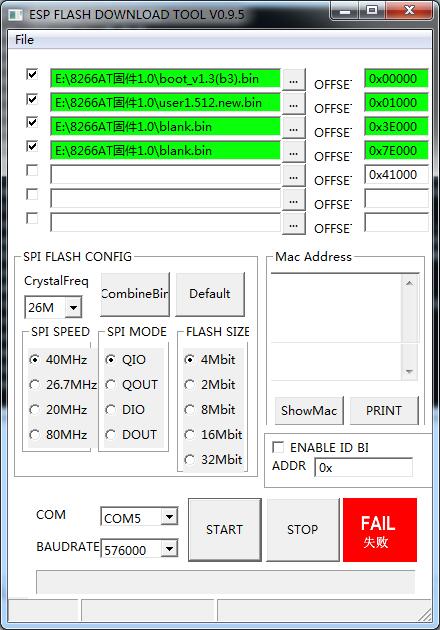 ESP FLASH DOWNLOAD TOOL V0.9.5
File
E:\8266AT固件1.0\boot_v1.3(b3).bin ... OFFSET 0x00000
E:\8266AT固件1.0\user1.512.new.bin ... OFFSET 0x01000
E:\8266AT固件1.0\blank.bin ... OFFSET 0x3E000
E:\8266AT固件1.0\blank.bin ... OFFSET 0x7E000
... OFFSET 0x41000
... OFFSET
... OFFSET
SPI FLASH CONFIG
CrystalFreq
26M
CombineBin
Default
SPI SPEED
40MHz
26.7MHz
20MHz
80MHz
SPI MODE
QIO
QOUT
DIO
DOUT
FLASH SIZE
4Mbit
2Mbit
8Mbit
16Mbit
32Mbit
Mac Address
ShowMac
PRINT
ENABLE ID BI
ADDR 0x
COM COM5
BAUDRATE 576000
START
STOP
FAIL
失败